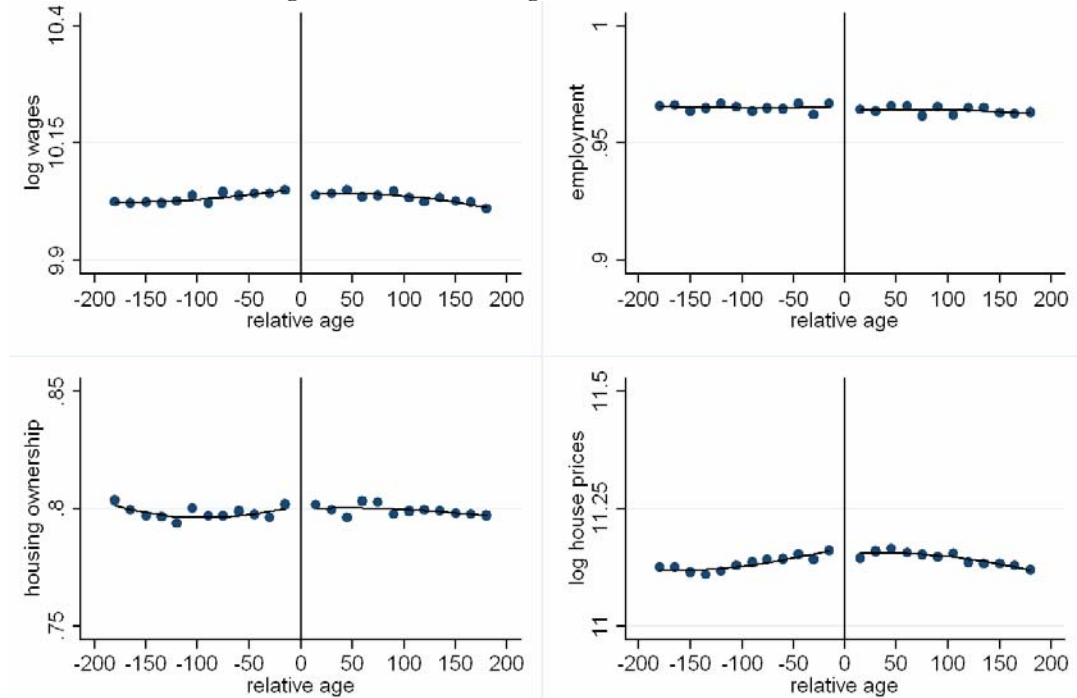 log wages
10.4
10.15
9.9
-200 -150 -100 -50 0 50 100 150 200
relative age
employment
1
.95
.9
-200 -150 -100 -50 0 50 100 150 200
relative age
housing ownership
.85
.8
.75
-200 -150 -100 -50 0 50 100 150 200
relative age
log house prices
11.5
11.25
11
-200 -150 -100 -50 0 50 100 150 200
relative age